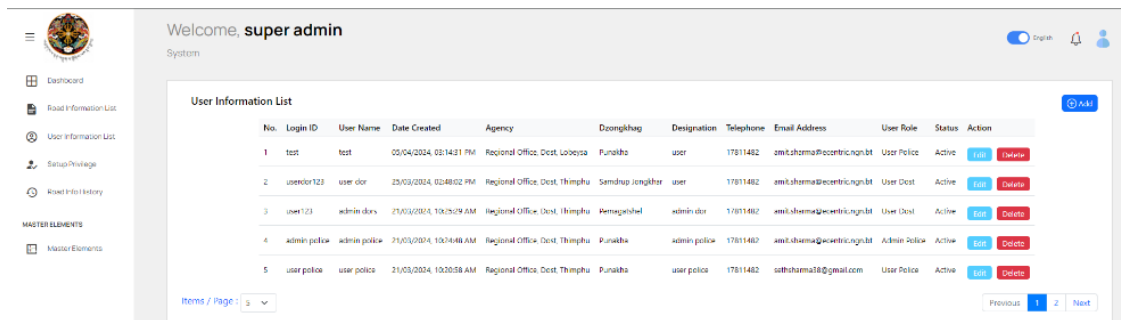 Welcome, super admin
System
English
Dashboard
Road Information List
User Information List
Setup Privilege
Road Info History
MASTER ELEMENTS
Master Elements
User Information List
Add
No. Login ID User Name Date Created Agency Dzongkhag Designation Telephone Email Address User Role Status Action
1 test test 05/04/2024, 03:14:31 PM Regional Office, Dost, Lobeysa Punakha user 17811482 amit.sharma@ecentric.ngn.bt User Police Active Edit Delete
2 userdor123 user dor 25/03/2024, 02:48:02 PM Regional Office, Dost, Thimphu Samdrup Jongkhar user 17811482 amit.sharma@ecentric.ngn.bt User Dost Active Edit Delete
3 user123 admin dors 21/03/2024, 10:25:29 AM Regional Office, Dost, Thimphu Pemagatshel admin dor 17811482 amit.sharma@ecentric.ngn.bt User Dost Active Edit Delete
4 admin police admin police 21/03/2024, 10:24:48 AM Regional Office, Dost, Thimphu Punakha admin police 17811482 amit.sharma@ecentric.ngn.bt Admin Police Active Edit Delete
5 user police user police 21/03/2024, 10:20:58 AM Regional Office, Dost, Thimphu Punakha user police 17811482 sethsharma38@gmail.com User Police Active Edit Delete
Items / Page : 5
Previous 1 2 Next